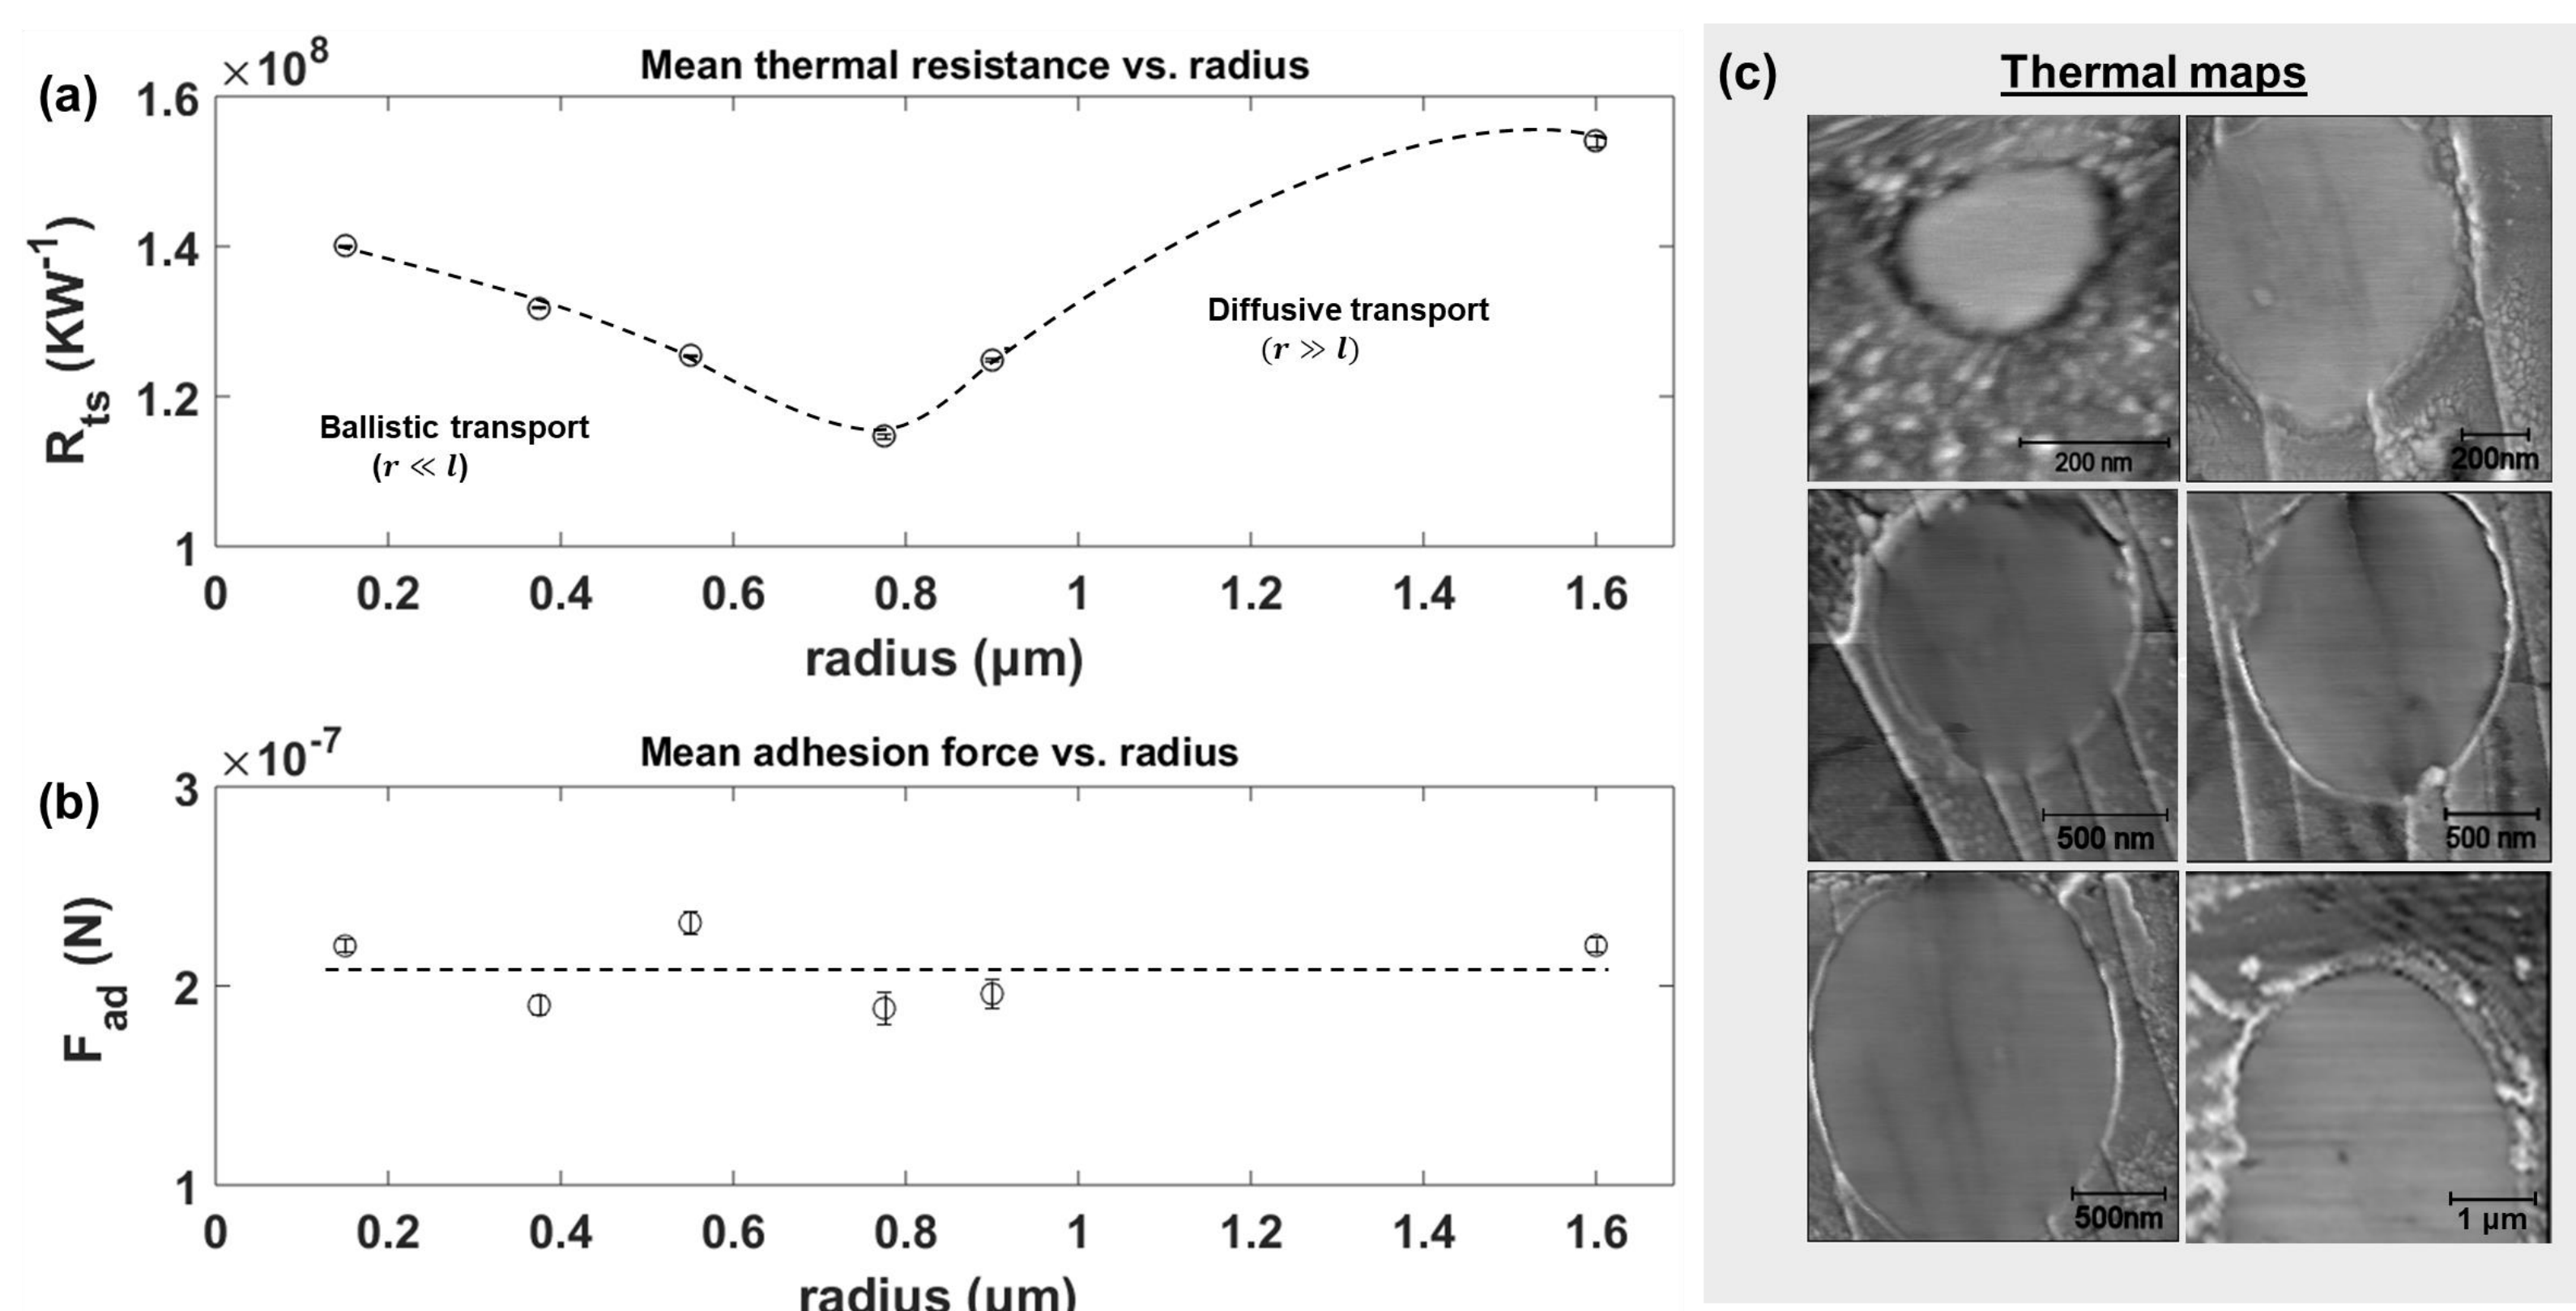 (a)
×10^8
Mean thermal resistance vs. radius
1.6
1.4
1.2
1
R_ts (KW^-1)
Ballistic transport
(r ≪ l)
Diffusive transport
(r ≫ l)
0 0.2 0.4 0.6 0.8 1 1.2 1.4 1.6
radius (µm)
(b)
×10^-7
Mean adhesion force vs. radius
3
2
1
F_ad (N)
0 0.2 0.4 0.6 0.8 1 1.2 1.4 1.6
radius (µm)
(c)
Thermal maps
200 nm
200nm
500 nm
500 nm
500nm
1 µm